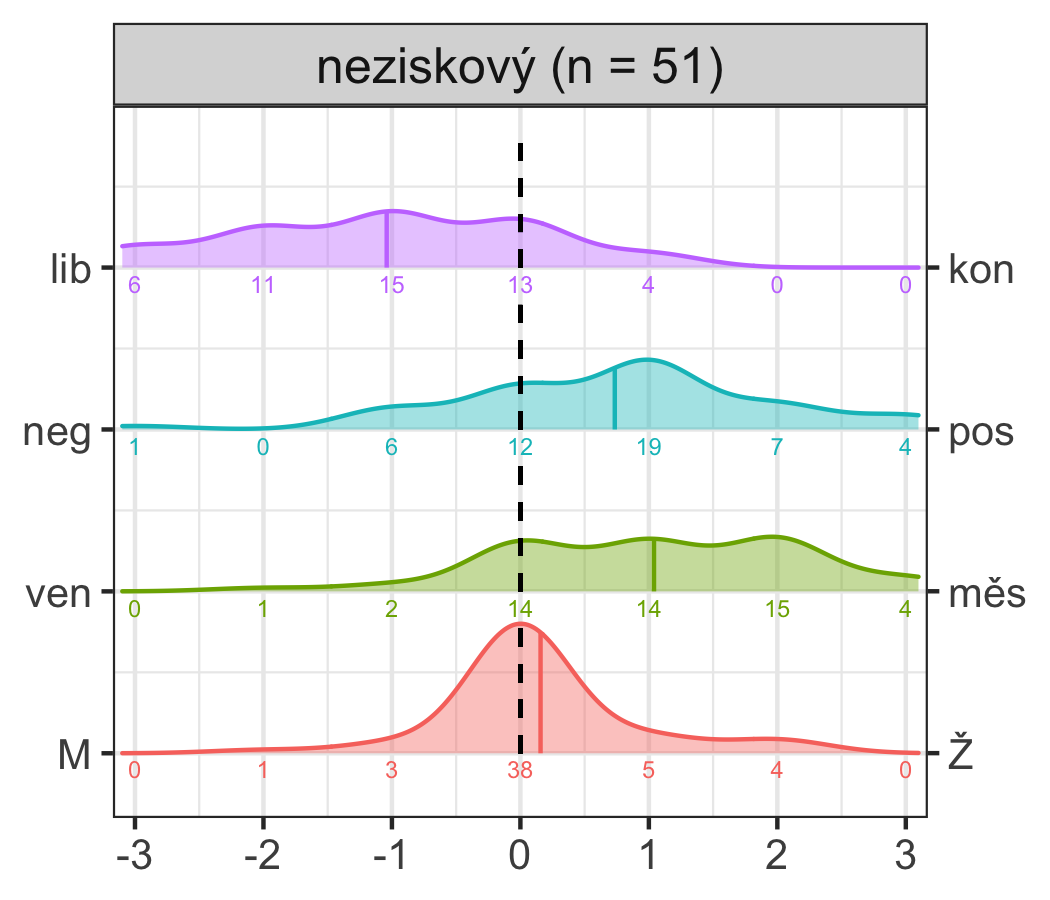 neziskový (n = 51)
lib kon
6 11 15 13 4 0 0
neg pos
1 0 6 12 19 7 4
ven měs
0 1 2 14 14 15 4
M Ž
0 1 3 38 5 4 0
-3 -2 -1 0 1 2 3